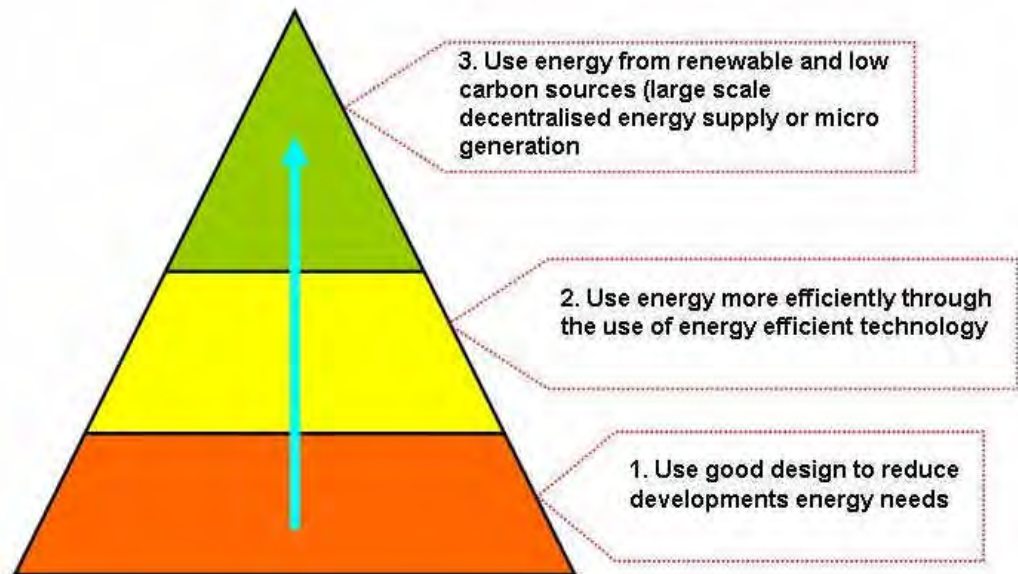 3. Use energy from renewable and low
carbon sources (large scale
decentralised energy supply or micro
generation
2. Use energy more efficiently through
the use of energy efficient technology
1. Use good design to reduce
developments energy needs